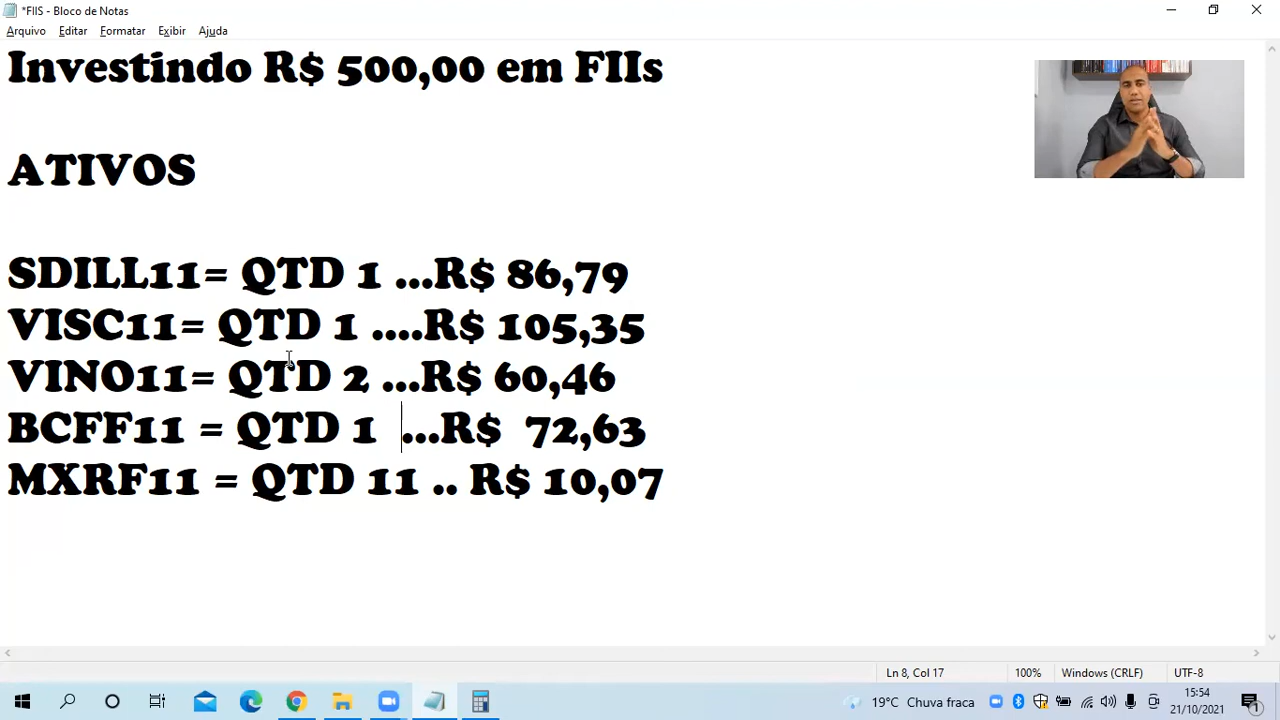 *FIIS - Bloco de Notas
Arquivo Editar Formatar Exibir Ajuda
Investindo R$ 500,00 em FIIs
ATIVOS
SDILL11= QTD 1 ...R$ 86,79
VISC11= QTD 1 ....R$ 105,35
VINO11= QTD 2 ...R$ 60,46
BCFF11 = QTD 1 ...R$ 72,63
MXRF11 = QTD 11 .. R$ 10,07
Ln 8, Col 17 100% Windows (CRLF) UTF-8
19°C Chuva fraca 5:54
21/10/2021